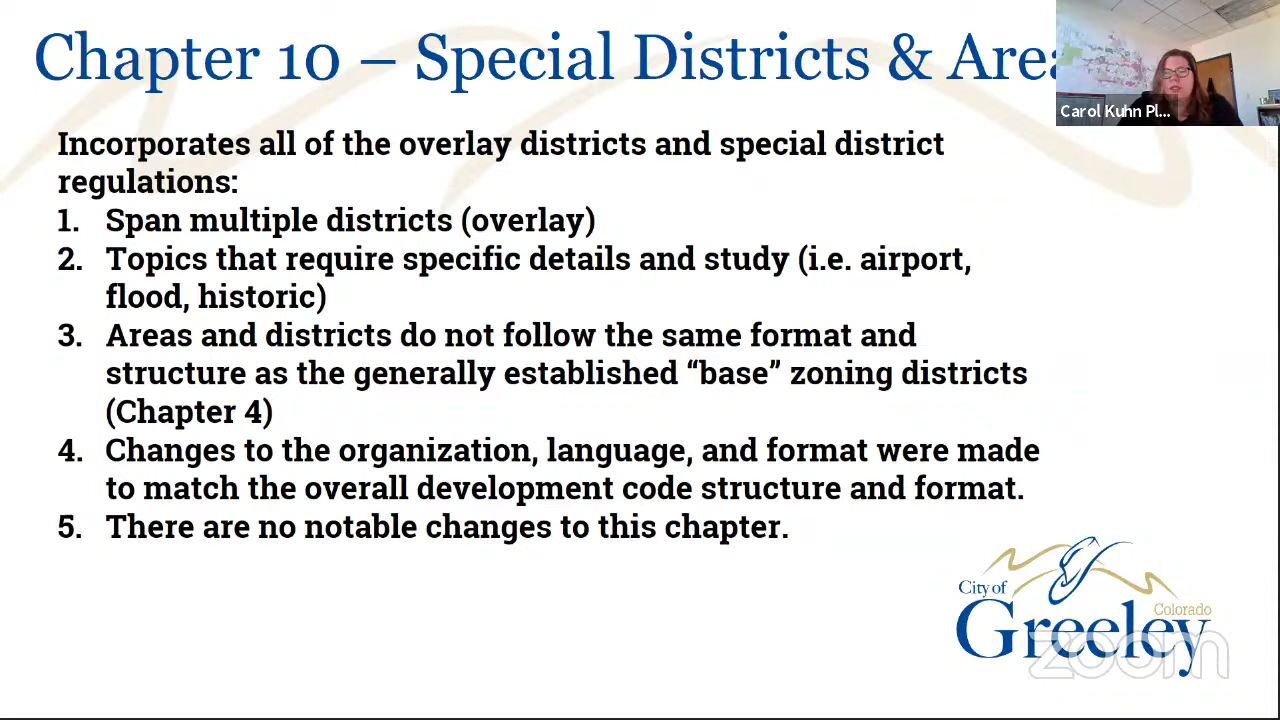 Chapter 10 – Special Districts & Area
Carol Kuhn Pl...
Incorporates all of the overlay districts and special district
regulations:
1. Span multiple districts (overlay)
2. Topics that require specific details and study (i.e. airport,
flood, historic)
3. Areas and districts do not follow the same format and
structure as the generally established “base” zoning districts
(Chapter 4)
4. Changes to the organization, language, and format were made
to match the overall development code structure and format.
5. There are no notable changes to this chapter.
City of
Colorado
Greeley
zoom